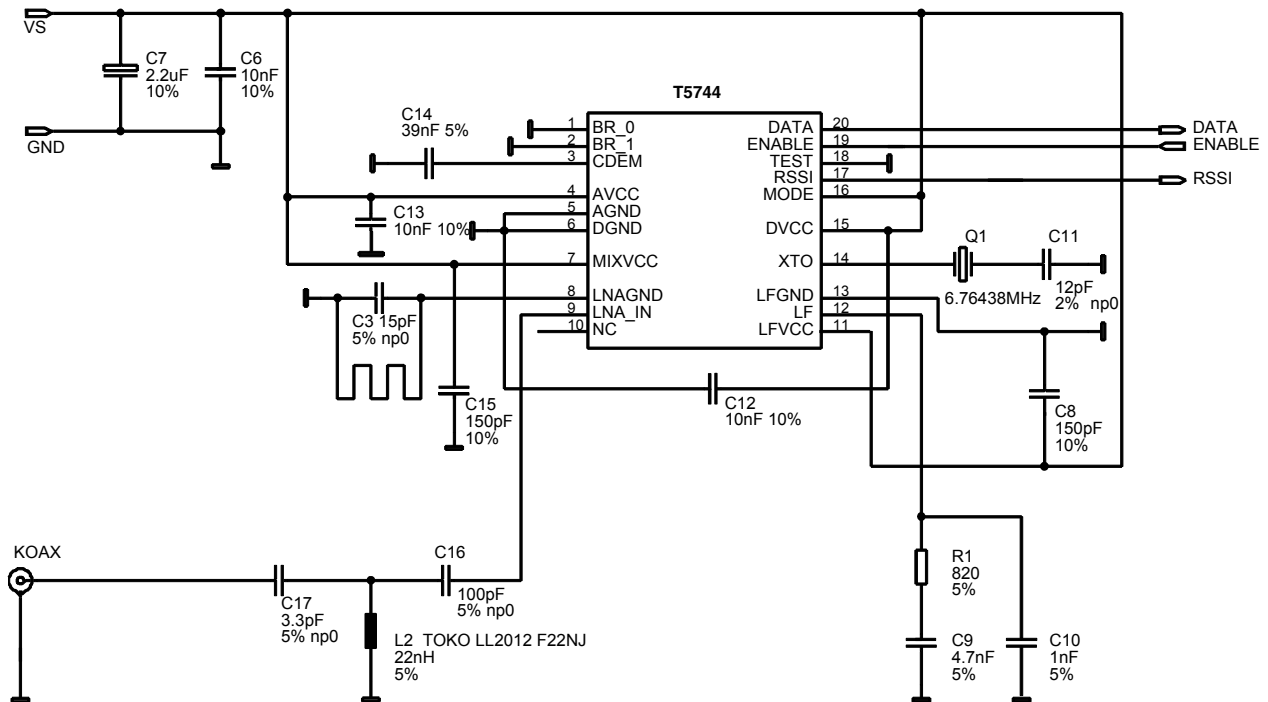 VS
C7
2.2uF
10%
C6
10nF
10%
GND
T5744
C14
39nF 5%
1 BR_0
2 BR_1
3 CDEM
4 AVCC
5 AGND
6 DGND
7 MIXVCC
8 LNAGND
9 LNA_IN
10 NC
DATA 20
ENABLE 19
TEST 18
RSSI 17
MODE 16
DVCC 15
XTO 14
LFGND 13
LF 12
LFVCC 11
DATA
ENABLE
RSSI
C13
10nF 10%
Q1
6.76438MHz
C11
12pF
2% np0
C3 15pF
5% np0
C15
150pF
10%
C12
10nF 10%
C8
150pF
10%
KOAX
C17
3.3pF
5% np0
C16
100pF
5% np0
L2 TOKO LL2012 F22NJ
22nH
5%
R1
820
5%
C9
4.7nF
5%
C10
1nF
5%